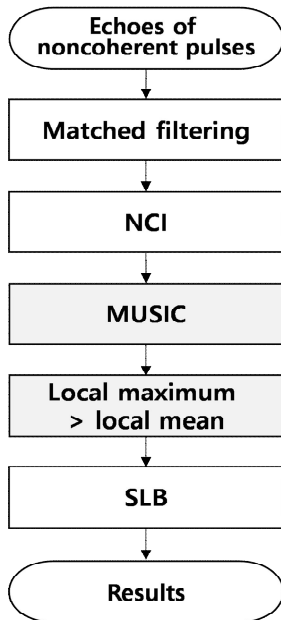 Echoes of
noncoherent pulses
Matched filtering
NCI
MUSIC
Local maximum
> local mean
SLB
Results